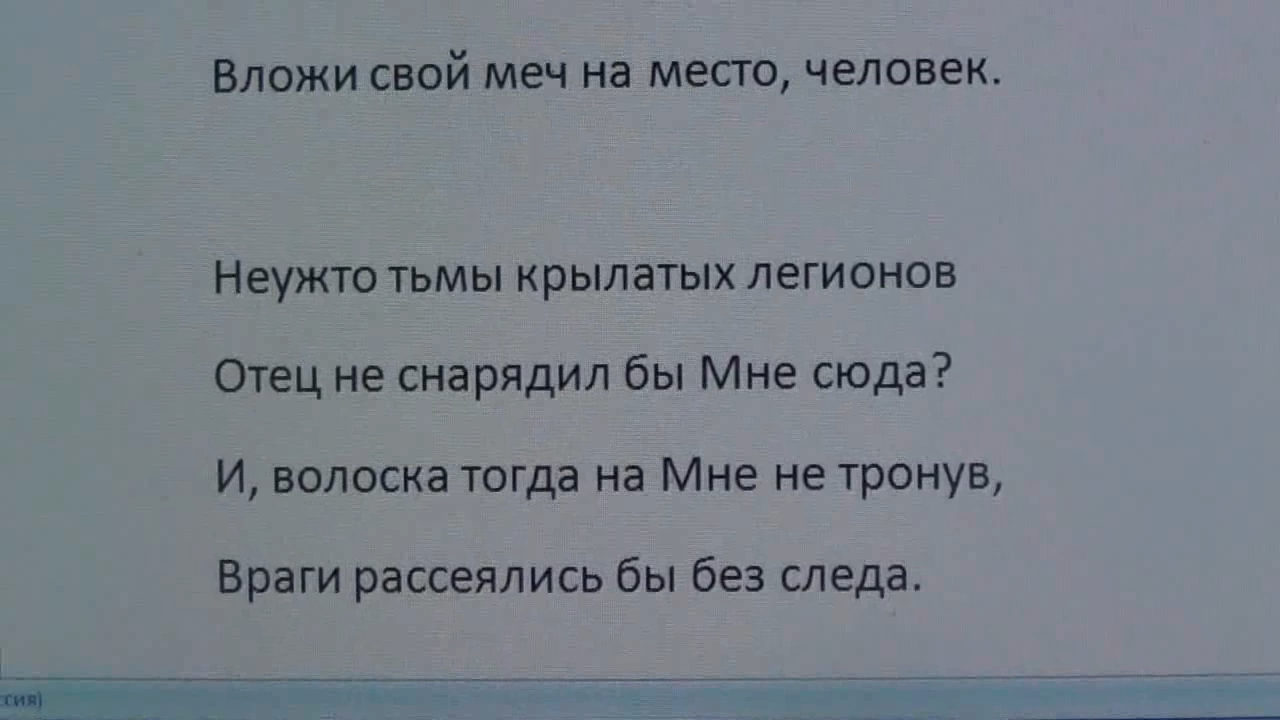 Вложи свой меч на место, человек.
Неужто тьмы крылатых легионов
Отец не снарядил бы Мне сюда?
И, волоска тогда на Мне не тронув,
Враги рассеялись бы без следа.
ссия)